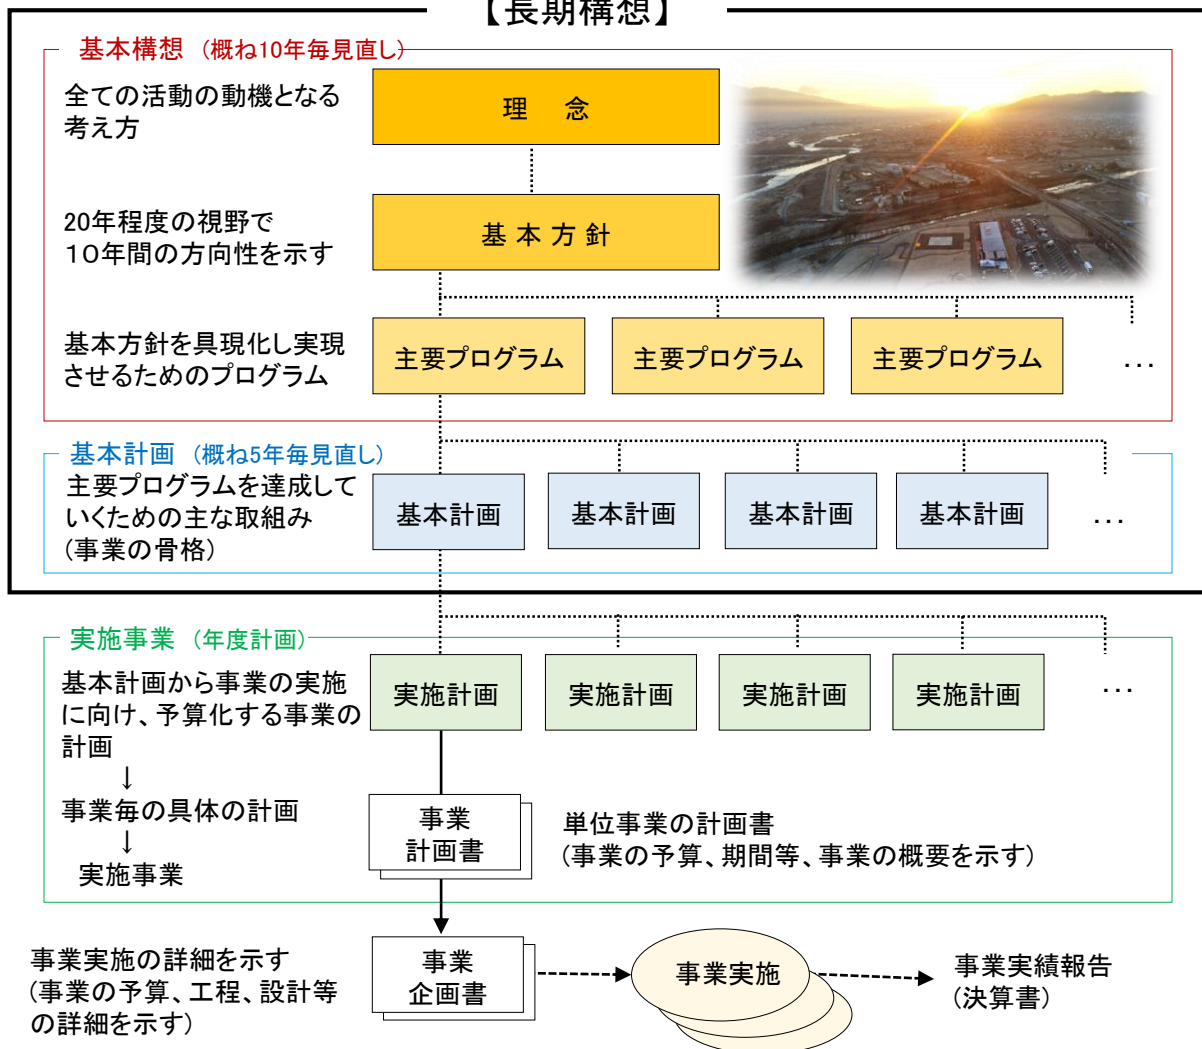 【長期構想】
基本構想 (概ね10年毎見直し)
全ての活動の動機となる
考え方
理 念
20年程度の視野で
10年間の方向性を示す
基本方針
基本方針を具現化し実現
させるためのプログラム
主要プログラム
主要プログラム
主要プログラム
...
基本計画 (概ね5年毎見直し)
主要プログラムを達成して
いくための主な取組み
(事業の骨格)
基本計画
基本計画
基本計画
基本計画
...
実施事業 (年度計画)
基本計画から事業の実施
に向け、予算化する事業の
計画
↓
事業毎の具体の計画
↓
実施事業
実施計画
実施計画
実施計画
実施計画
...
事業
計画書
単位事業の計画書
(事業の予算、期間等、事業の概要を示す)
事業実施の詳細を示す
(事業の予算、工程、設計等
の詳細を示す)
事業
企画書
事業実施
事業実績報告
(決算書)